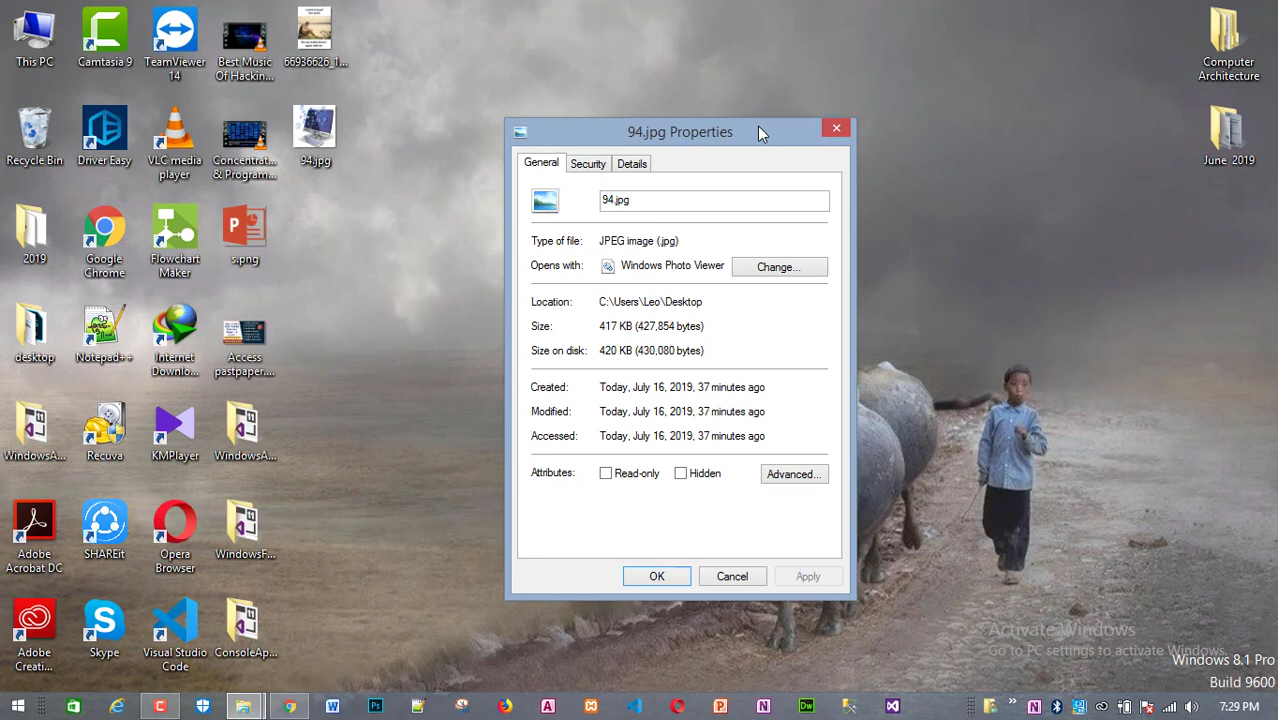 This PC
Camtasia 9
TeamViewer 14
Best Music Of Hackin...
66936626_1...
Recycle Bin
Driver Easy
VLC media player
Concentrat... & Program...
94.jpg
2019
Google Chrome
Flowchart Maker
s.png
desktop
Notepad++
Internet Downlo...
Access pastpaper....
WindowsA...
Recuva
KMPlayer
WindowsA...
Adobe Acrobat DC
SHAREit
Opera Browser
WindowsF...
Adobe Creati...
Skype
Visual Studio Code
ConsoleAp...
Computer Architecture
June 2019
94.jpg Properties
General
Security
Details
94.jpg
Type of file: JPEG image (.jpg)
Opens with: Windows Photo Viewer
Change...
Location: C:\Users\Leo\Desktop
Size: 417 KB (427,854 bytes)
Size on disk: 420 KB (430,080 bytes)
Created: Today, July 16, 2019, 37 minutes ago
Modified: Today, July 16, 2019, 37 minutes ago
Accessed: Today, July 16, 2019, 37 minutes ago
Attributes: Read-only Hidden
Advanced...
OK
Cancel
Apply
Activate Windows
Go to PC settings to activate Windows.
Windows 8.1 Pro
Build 9600
7:29 PM